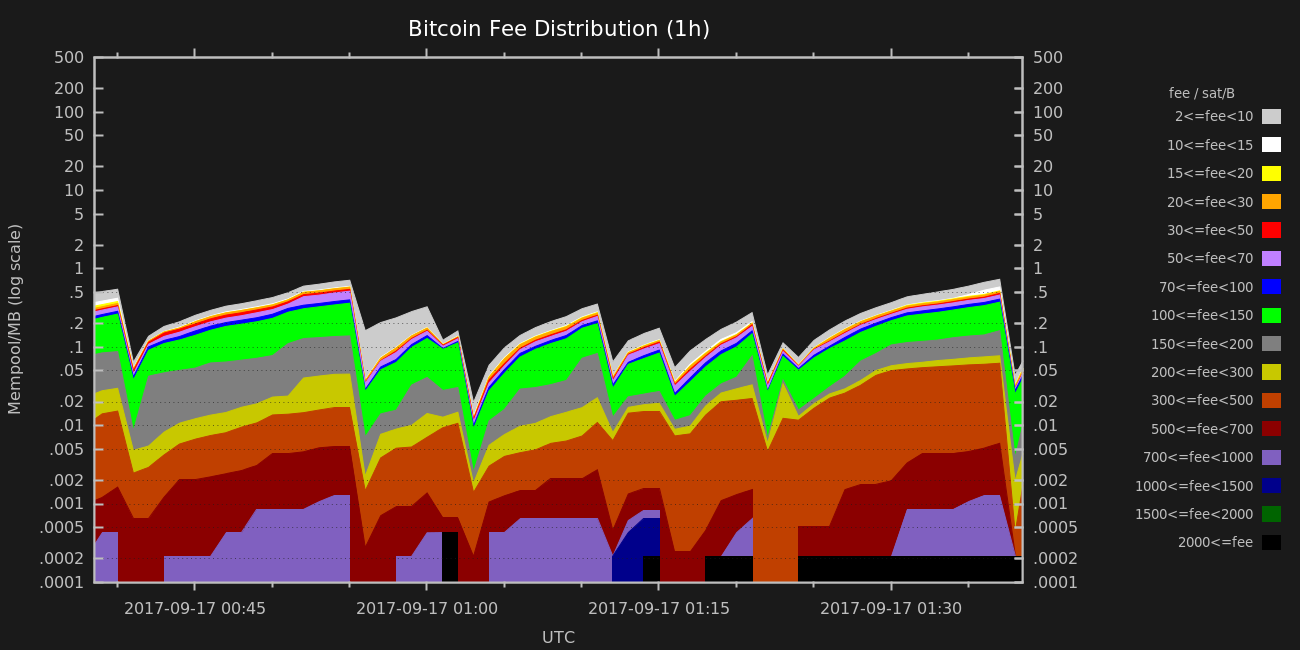 Bitcoin Fee Distribution (1h)
Mempool/MB (log scale)
500
200
100
50
20
10
5
2
1
.5
.2
.1
.05
.02
.01
.005
.002
.001
.0005
.0002
.0001
500
200
100
50
20
10
5
2
1
.5
.2
.1
.05
.02
.01
.005
.002
.001
.0005
.0002
.0001
2017-09-17 00:45
2017-09-17 01:00
2017-09-17 01:15
2017-09-17 01:30
UTC
fee / sat/B
2<=fee<10
10<=fee<15
15<=fee<20
20<=fee<30
30<=fee<50
50<=fee<70
70<=fee<100
100<=fee<150
150<=fee<200
200<=fee<300
300<=fee<500
500<=fee<700
700<=fee<1000
1000<=fee<1500
1500<=fee<2000
2000<=fee